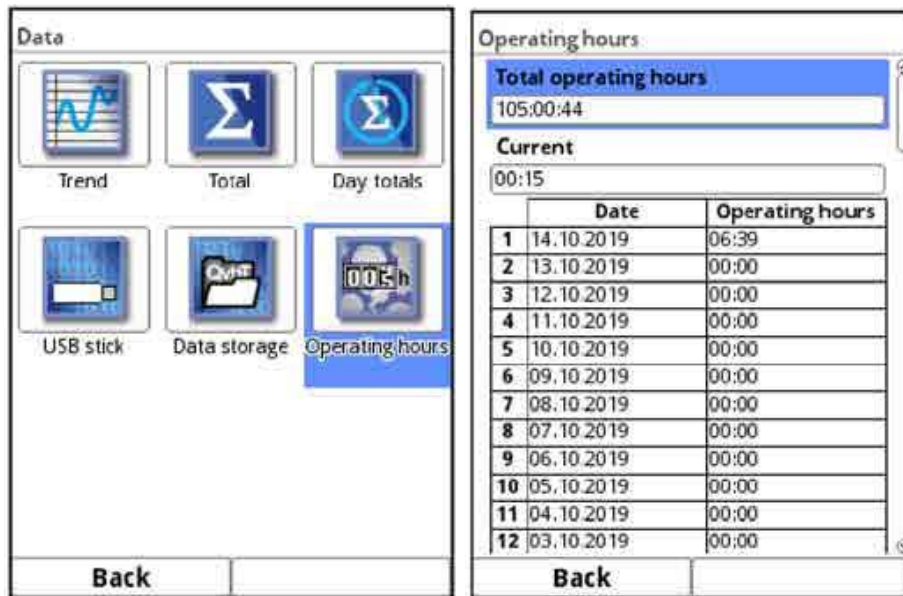 Data
Trend Total Day totals
USB stick Data storage Operating hours
Back
Operating hours
Total operating hours
105:00:44
Current
00:15
Date Operating hours
1 14.10.2019 06:39
2 13.10.2019 00:00
3 12.10.2019 00:00
4 11.10.2019 00:00
5 10.10.2019 00:00
6 09.10.2019 00:00
7 08.10.2019 00:00
8 07.10.2019 00:00
9 06.10.2019 00:00
10 05.10.2019 00:00
11 04.10.2019 00:00
12 03.10.2019 00:00
Back